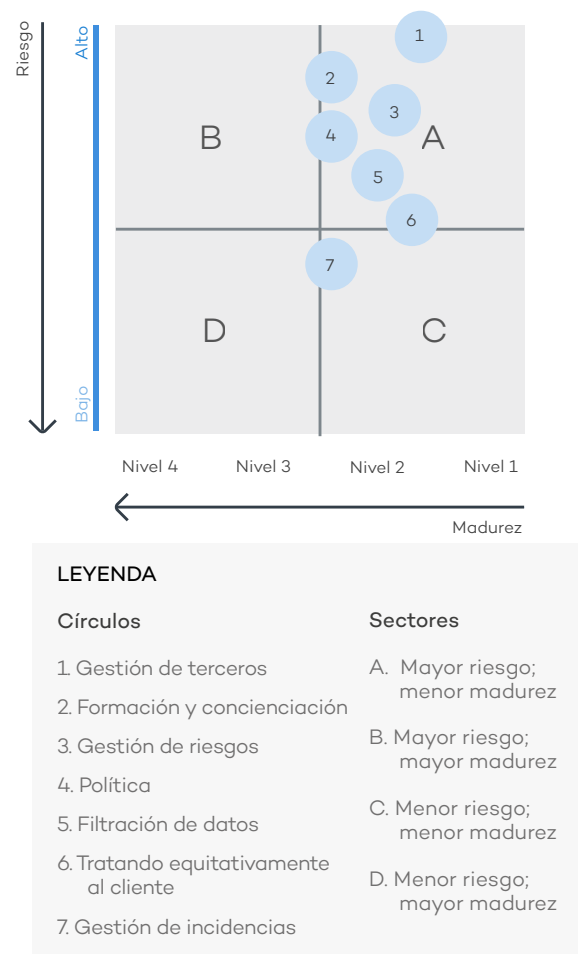 Riesgo
Alto
Bajo
1
2
3
B
4
A
5
6
7
D
C
Nivel 4
Nivel 3
Nivel 2
Nivel 1
Madurez
LEYENDA
Círculos
1. Gestión de terceros
2. Formación y concienciación
3. Gestión de riesgos
4. Política
5. Filtración de datos
6. Tratando equitativamente
al cliente
7. Gestión de incidencias
Sectores
A. Mayor riesgo;
menor madurez
B. Mayor riesgo;
mayor madurez
C. Menor riesgo;
menor madurez
D. Menor riesgo;
mayor madurez